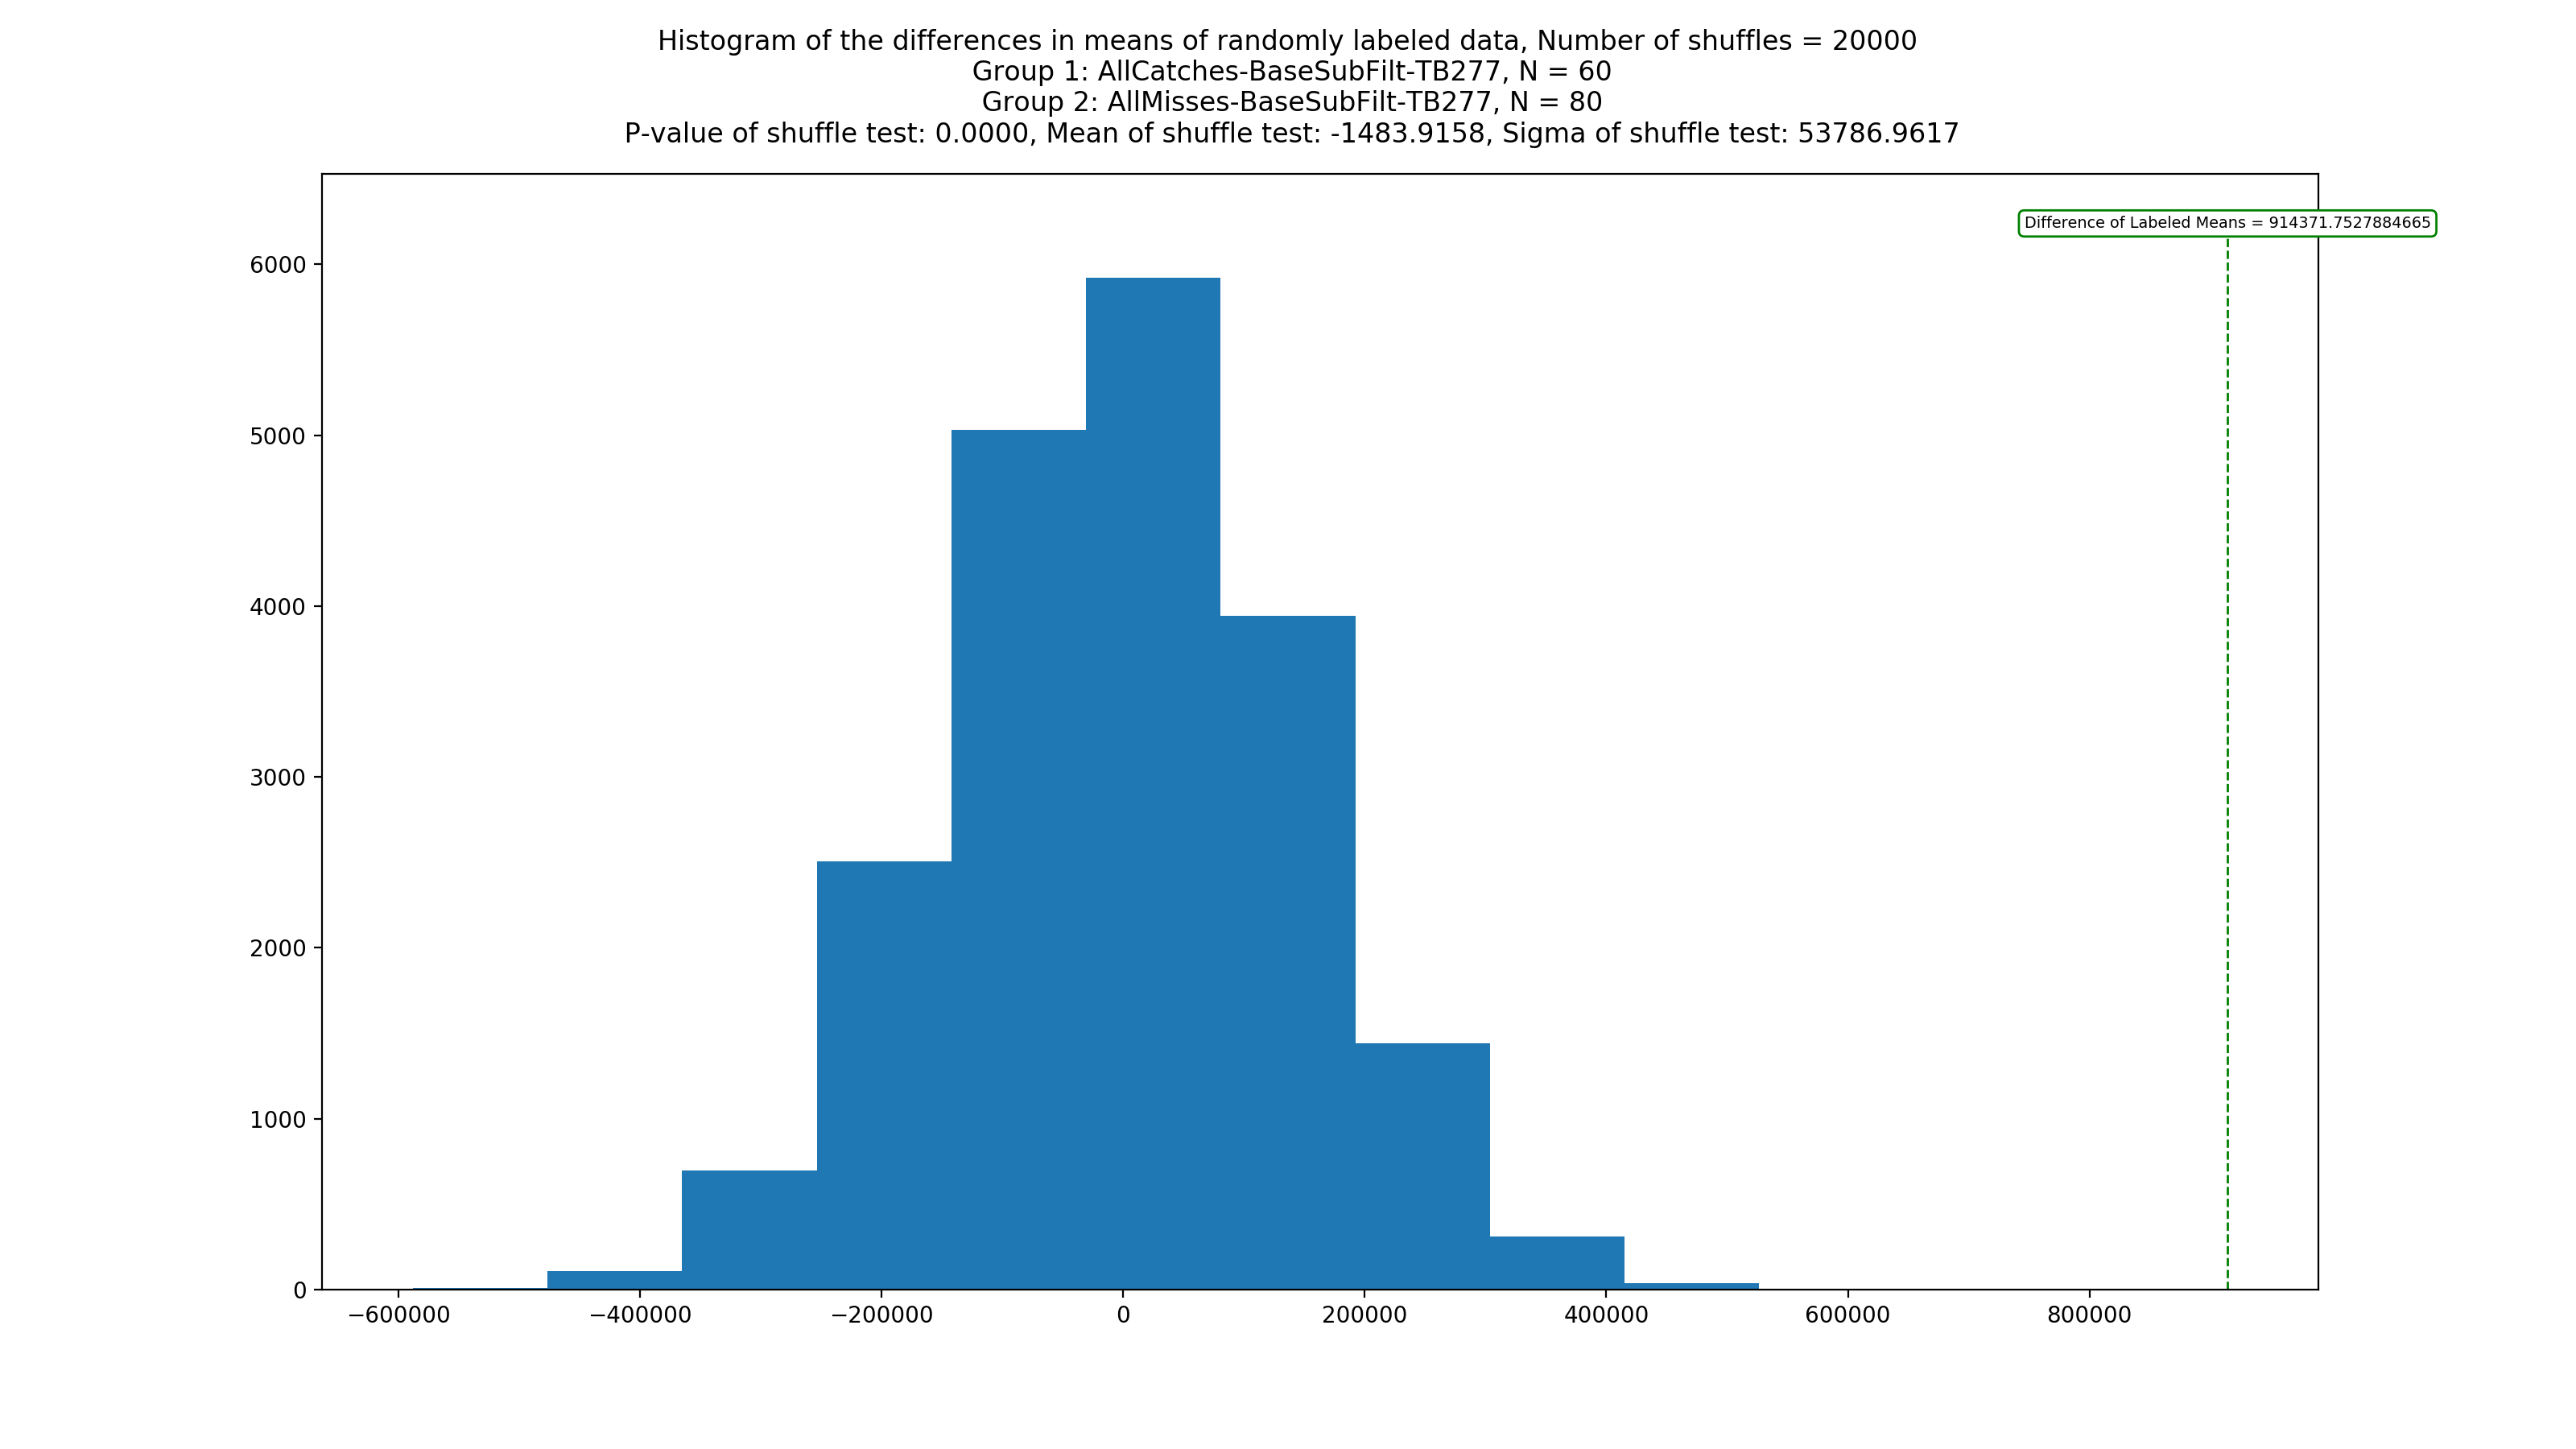 Histogram of the differences in means of randomly labeled data, Number of shuffles = 20000
Group 1: AllCatches-BaseSubFilt-TB277, N = 60
Group 2: AllMisses-BaseSubFilt-TB277, N = 80
P-value of shuffle test: 0.0000, Mean of shuffle test: -1483.9158, Sigma of shuffle test: 53786.9617
Difference of Labeled Means = 914371.7527884665
6000
5000
4000
3000
2000
1000
0
−600000 −400000 −200000 0 200000 400000 600000 800000